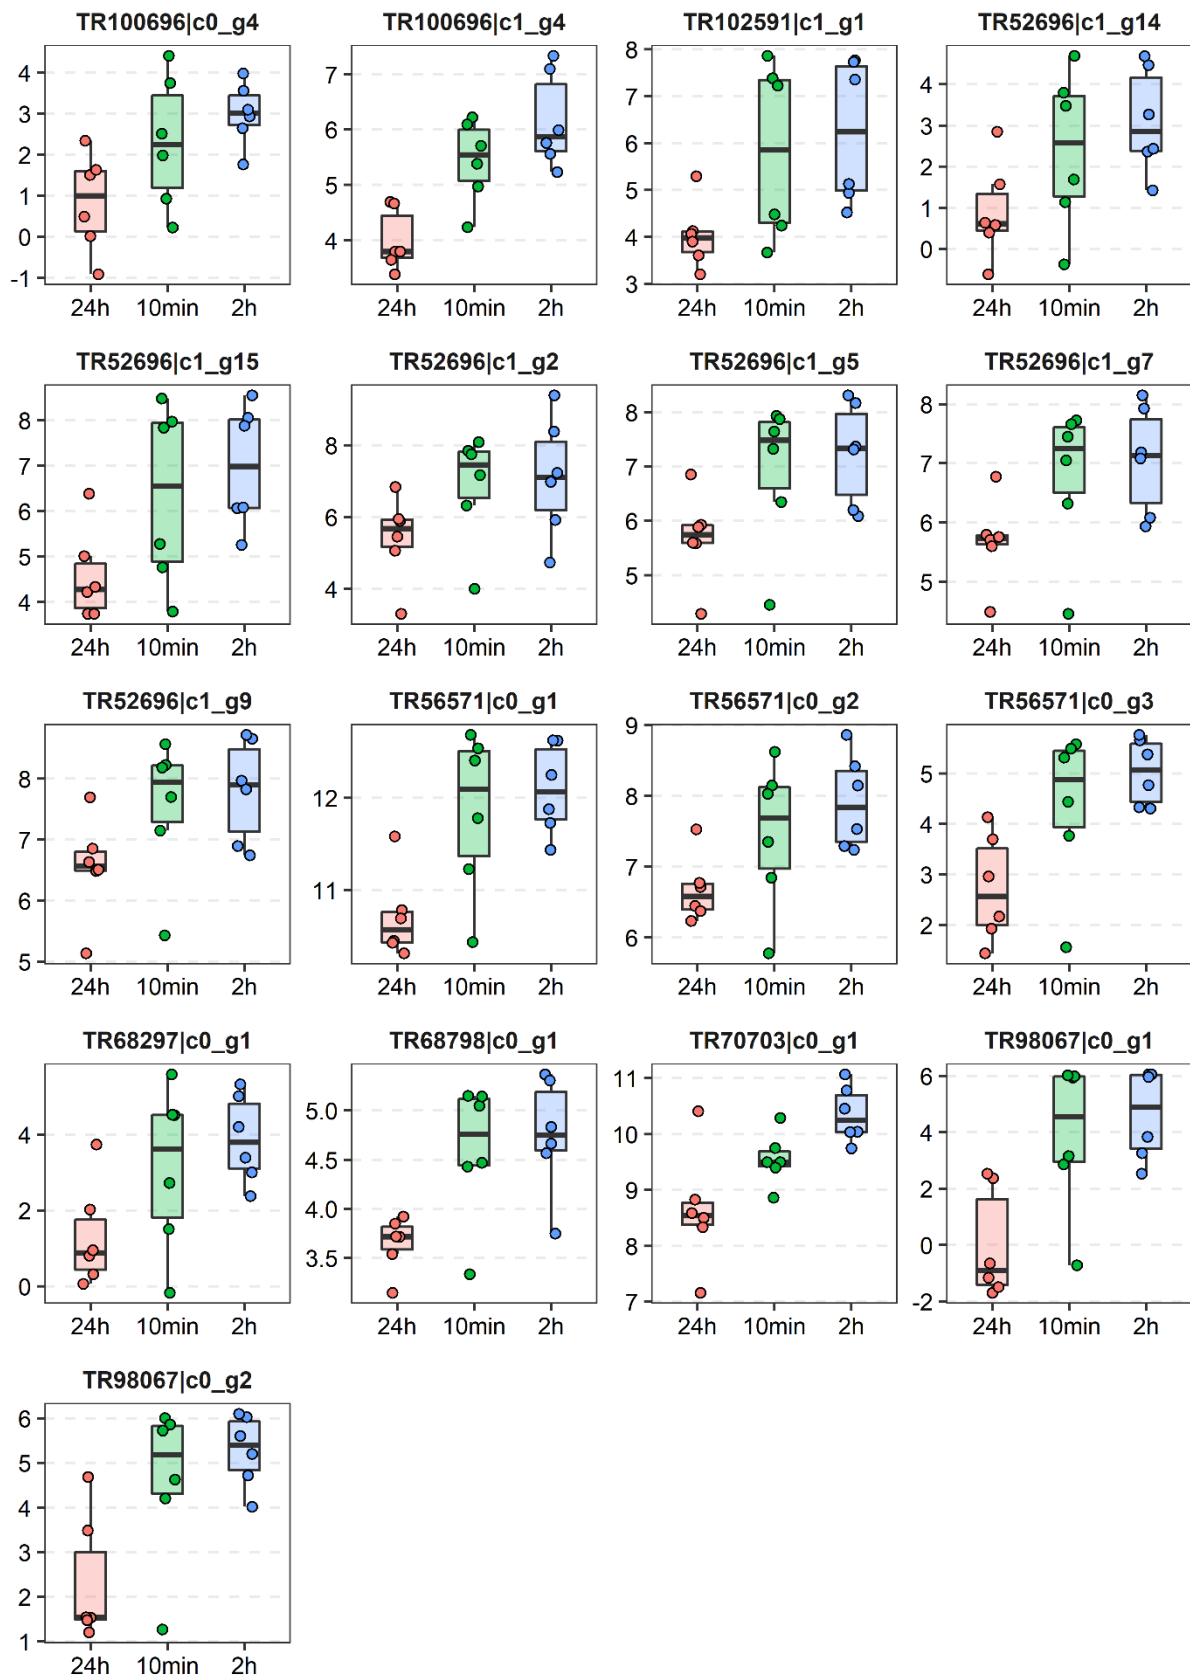 TR100696|c0_g4
TR100696|c1_g4
TR102591|c1_g1
TR52696|c1_g14
4
3
2
1
0
-1
24h 10min 2h
7
6
5
4
24h 10min 2h
8
7
6
5
4
3
24h 10min 2h
4
3
2
1
0
24h 10min 2h
TR52696|c1_g15
TR52696|c1_g2
TR52696|c1_g5
TR52696|c1_g7
8
7
6
5
4
24h 10min 2h
8
6
4
24h 10min 2h
8
7
6
5
24h 10min 2h
8
7
6
5
24h 10min 2h
TR52696|c1_g9
TR56571|c0_g1
TR56571|c0_g2
TR56571|c0_g3
8
7
6
5
24h 10min 2h
12
11
24h 10min 2h
9
8
7
6
24h 10min 2h
5
4
3
2
24h 10min 2h
TR68297|c0_g1
TR68798|c0_g1
TR70703|c0_g1
TR98067|c0_g1
4
2
0
24h 10min 2h
5.0
4.5
4.0
3.5
24h 10min 2h
11
10
9
8
7
24h 10min 2h
6
4
2
0
-2
24h 10min 2h
TR98067|c0_g2
6
5
4
3
2
1
24h 10min 2h